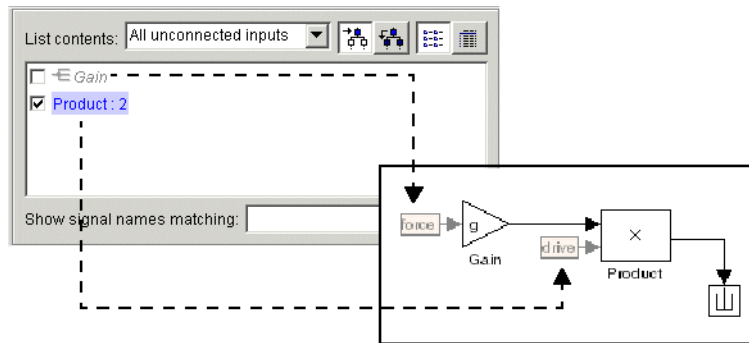 List contents: All unconnected inputs
Gain
Product : 2
Show signal names matching:
force
g
Gain
drive
×
Product